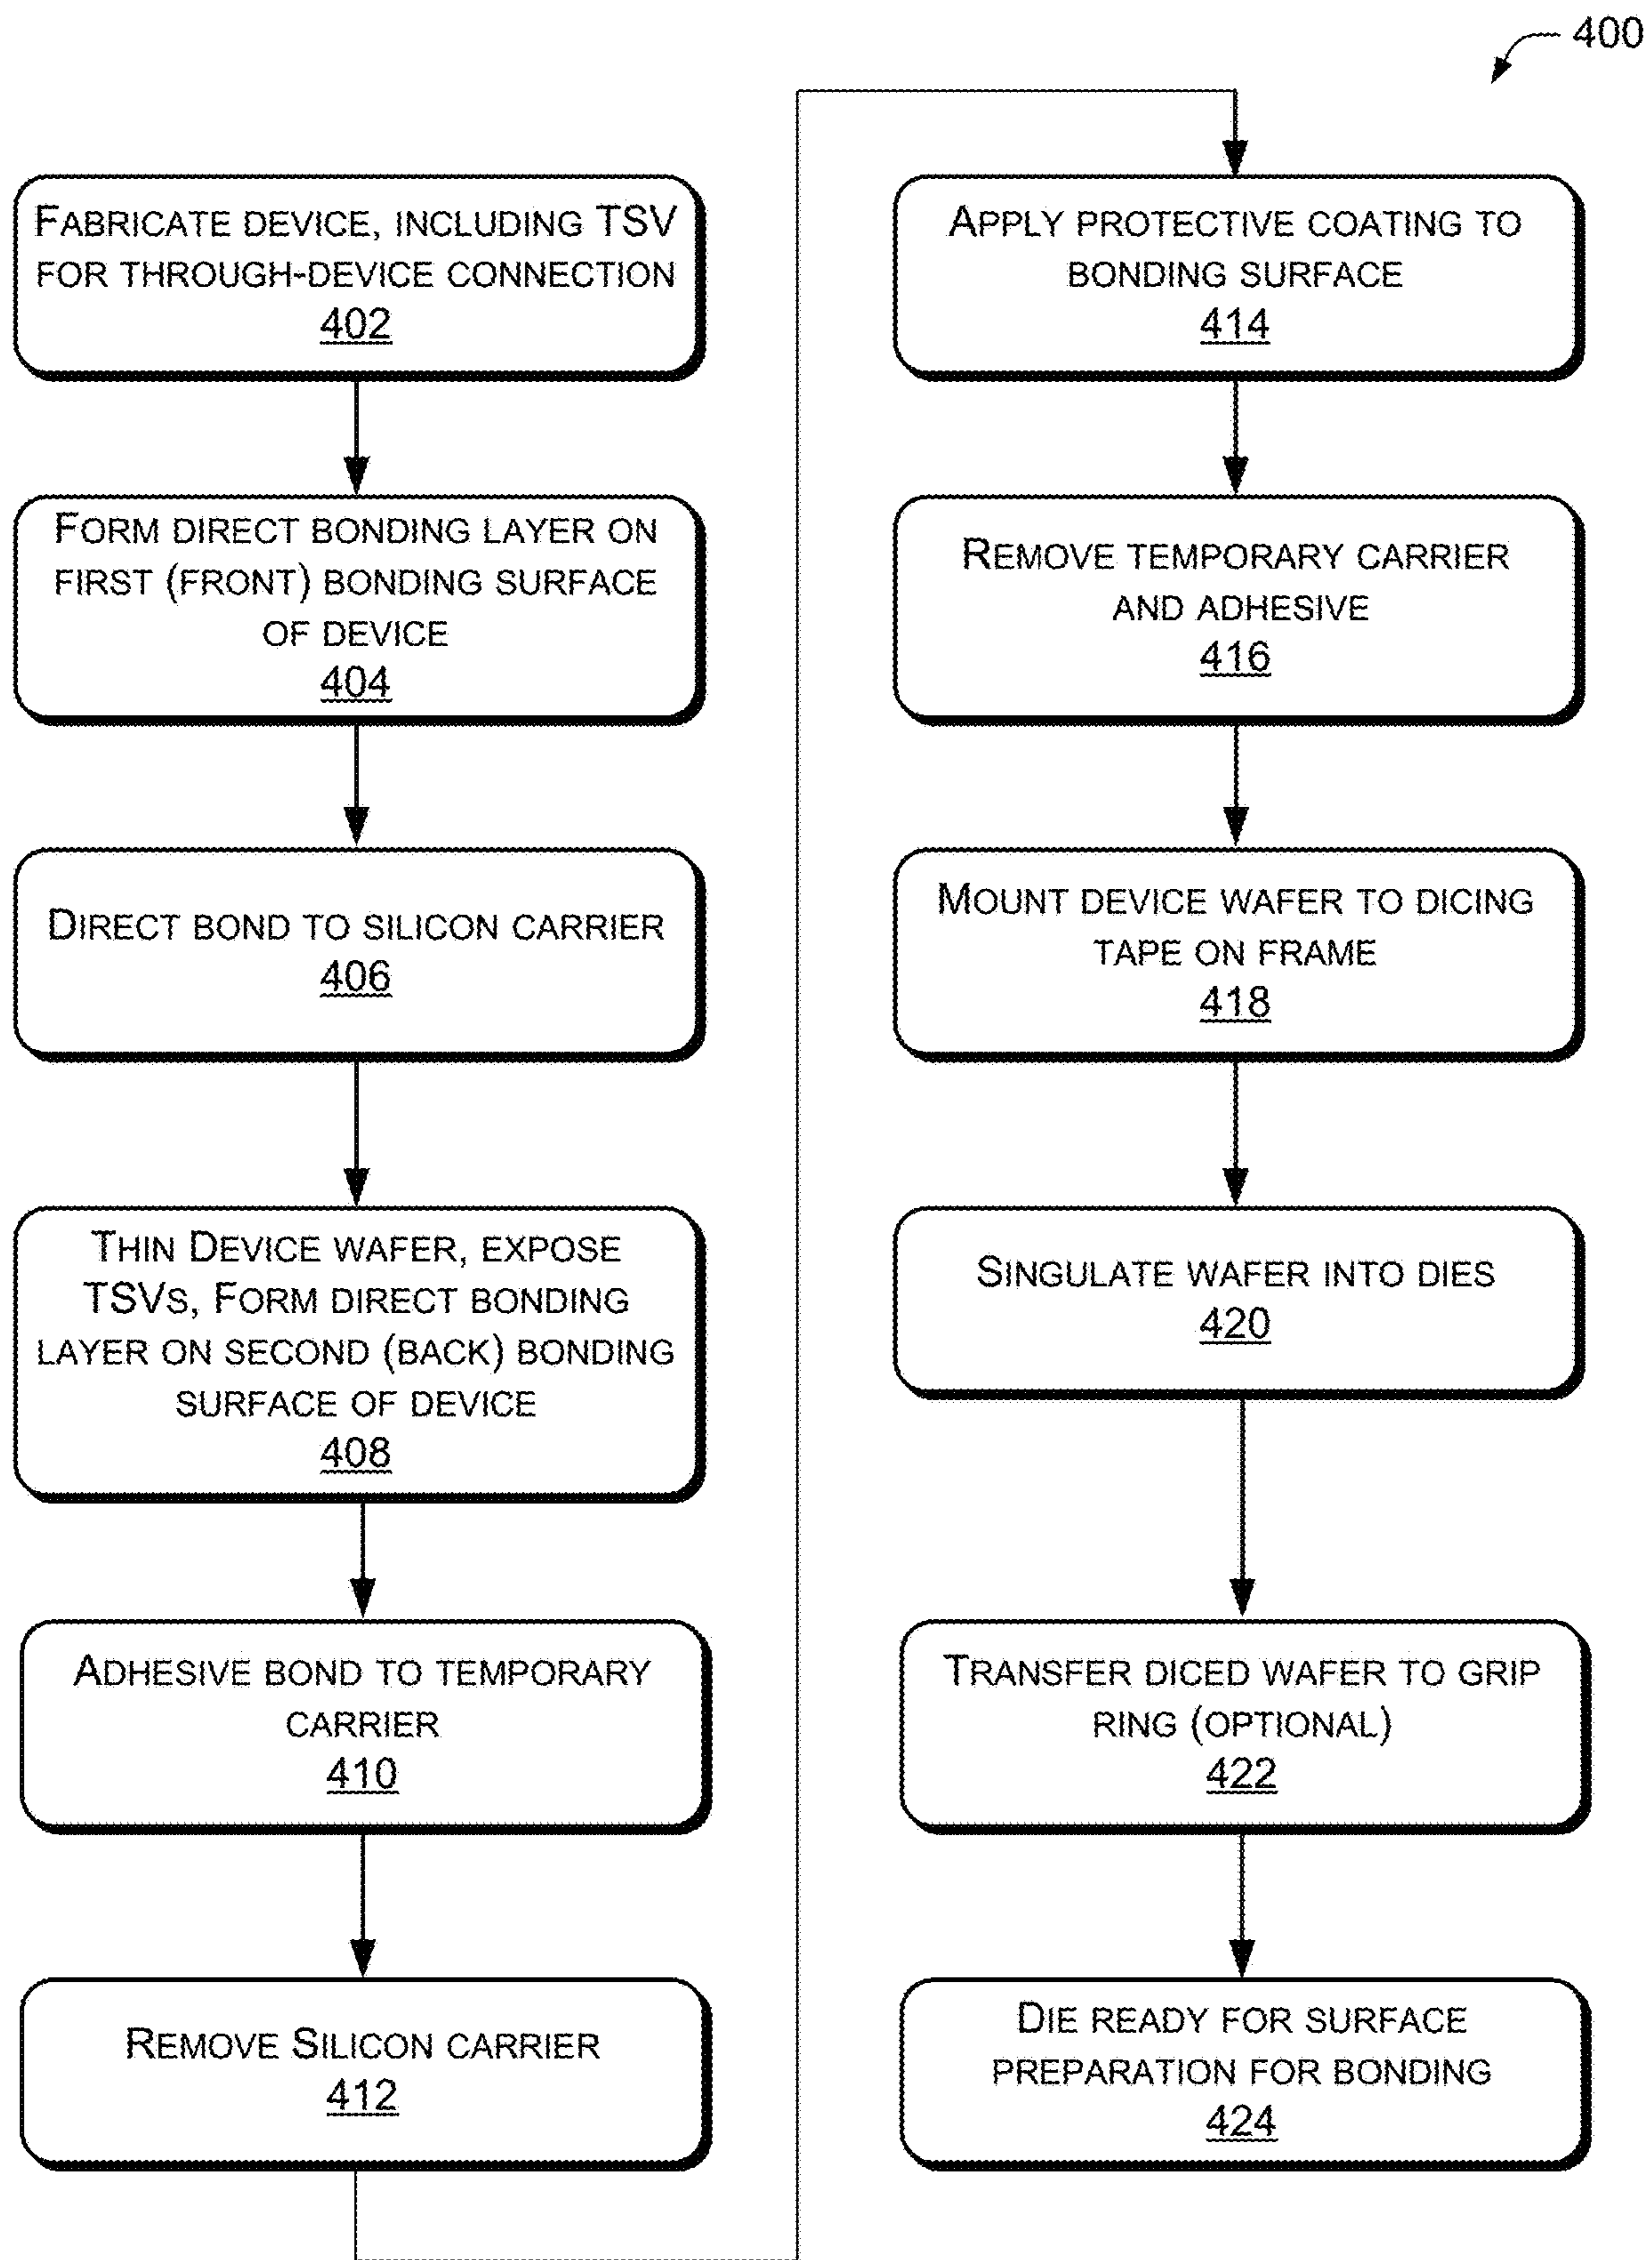 400
FABRICATE DEVICE, INCLUDING TSV
FOR THROUGH-DEVICE CONNECTION
402
FORM DIRECT BONDING LAYER ON
FIRST (FRONT) BONDING SURFACE
OF DEVICE
404
DIRECT BOND TO SILICON CARRIER
406
THIN DEVICE WAFER, EXPOSE
TSVS, FORM DIRECT BONDING
LAYER ON SECOND (BACK) BONDING
SURFACE OF DEVICE
408
ADHESIVE BOND TO TEMPORARY
CARRIER
410
REMOVE SILICON CARRIER
412
APPLY PROTECTIVE COATING TO
BONDING SURFACE
414
REMOVE TEMPORARY CARRIER
AND ADHESIVE
416
MOUNT DEVICE WAFER TO DICING
TAPE ON FRAME
418
SINGULATE WAFER INTO DIES
420
TRANSFER DICED WAFER TO GRIP
RING (OPTIONAL)
422
DIE READY FOR SURFACE
PREPARATION FOR BONDING
424